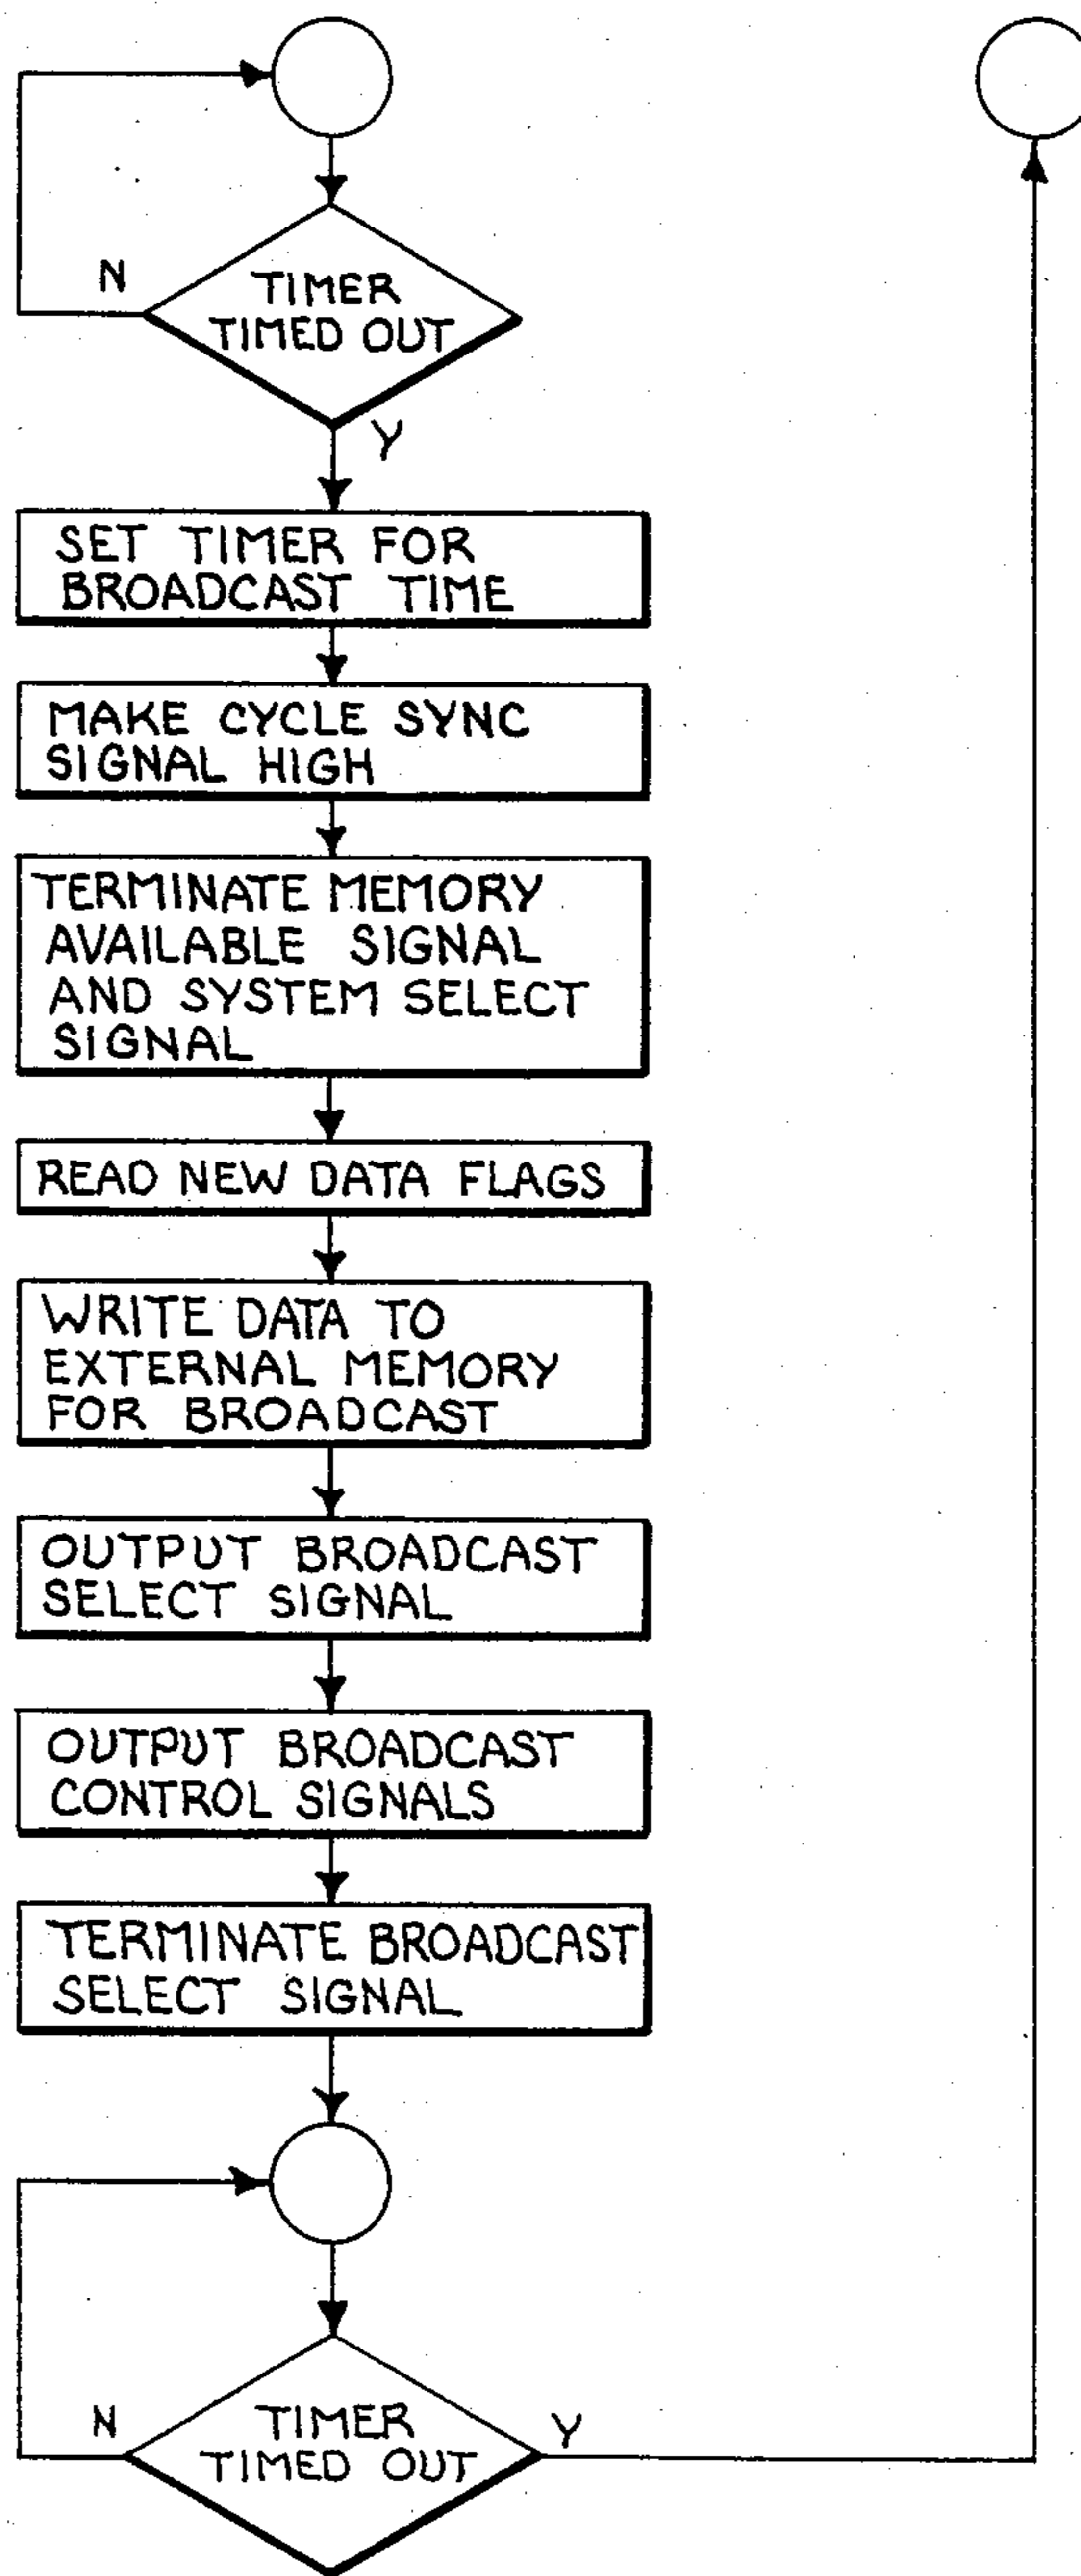 N
TIMER
TIMED OUT
Y
SET TIMER FOR
BROADCAST TIME
MAKE CYCLE SYNC
SIGNAL HIGH
TERMINATE MEMORY
AVAILABLE SIGNAL
AND SYSTEM SELECT
SIGNAL
READ NEW DATA FLAGS
WRITE DATA TO
EXTERNAL MEMORY
FOR BROADCAST
OUTPUT BROADCAST
SELECT SIGNAL
OUTPUT BROADCAST
CONTROL SIGNALS
TERMINATE BROADCAST
SELECT SIGNAL
N
TIMER
TIMED OUT
Y